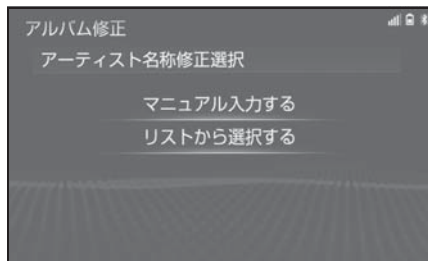 アルバム修正
アーティスト名称修正選択
マニュアル入力する
リストから選択する